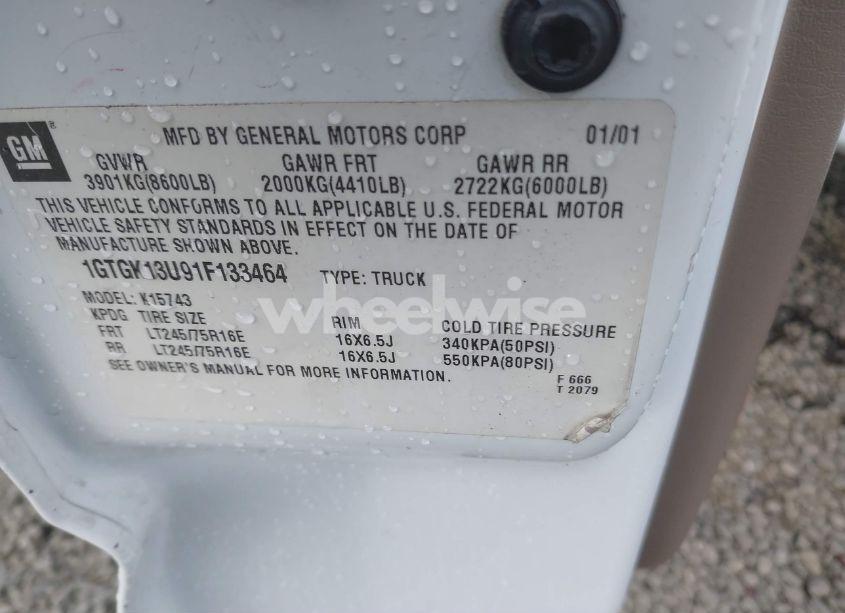 GM
MFD BY GENERAL MOTORS CORP 01/01
GVWR GAWR FRT GAWR RR
3901KG(8600LB) 2000KG(4410LB) 2722KG(6000LB)
THIS VEHICLE CONFORMS TO ALL APPLICABLE U.S. FEDERAL MOTOR
VEHICLE SAFETY STANDARDS IN EFFECT ON THE DATE OF
MANUFACTURE SHOWN ABOVE.
1GTGK13U91F133464 TYPE: TRUCK
MODEL: K15743
KPDG TIRE SIZE RIM COLD TIRE PRESSURE
FRT LT245/75R16E 16X6.5J 340KPA(50PSI)
RR LT245/75R16E 16X6.5J 550KPA(80PSI)
SEE OWNER'S MANUAL FOR MORE INFORMATION.
F 666
T 2079
wheelwise